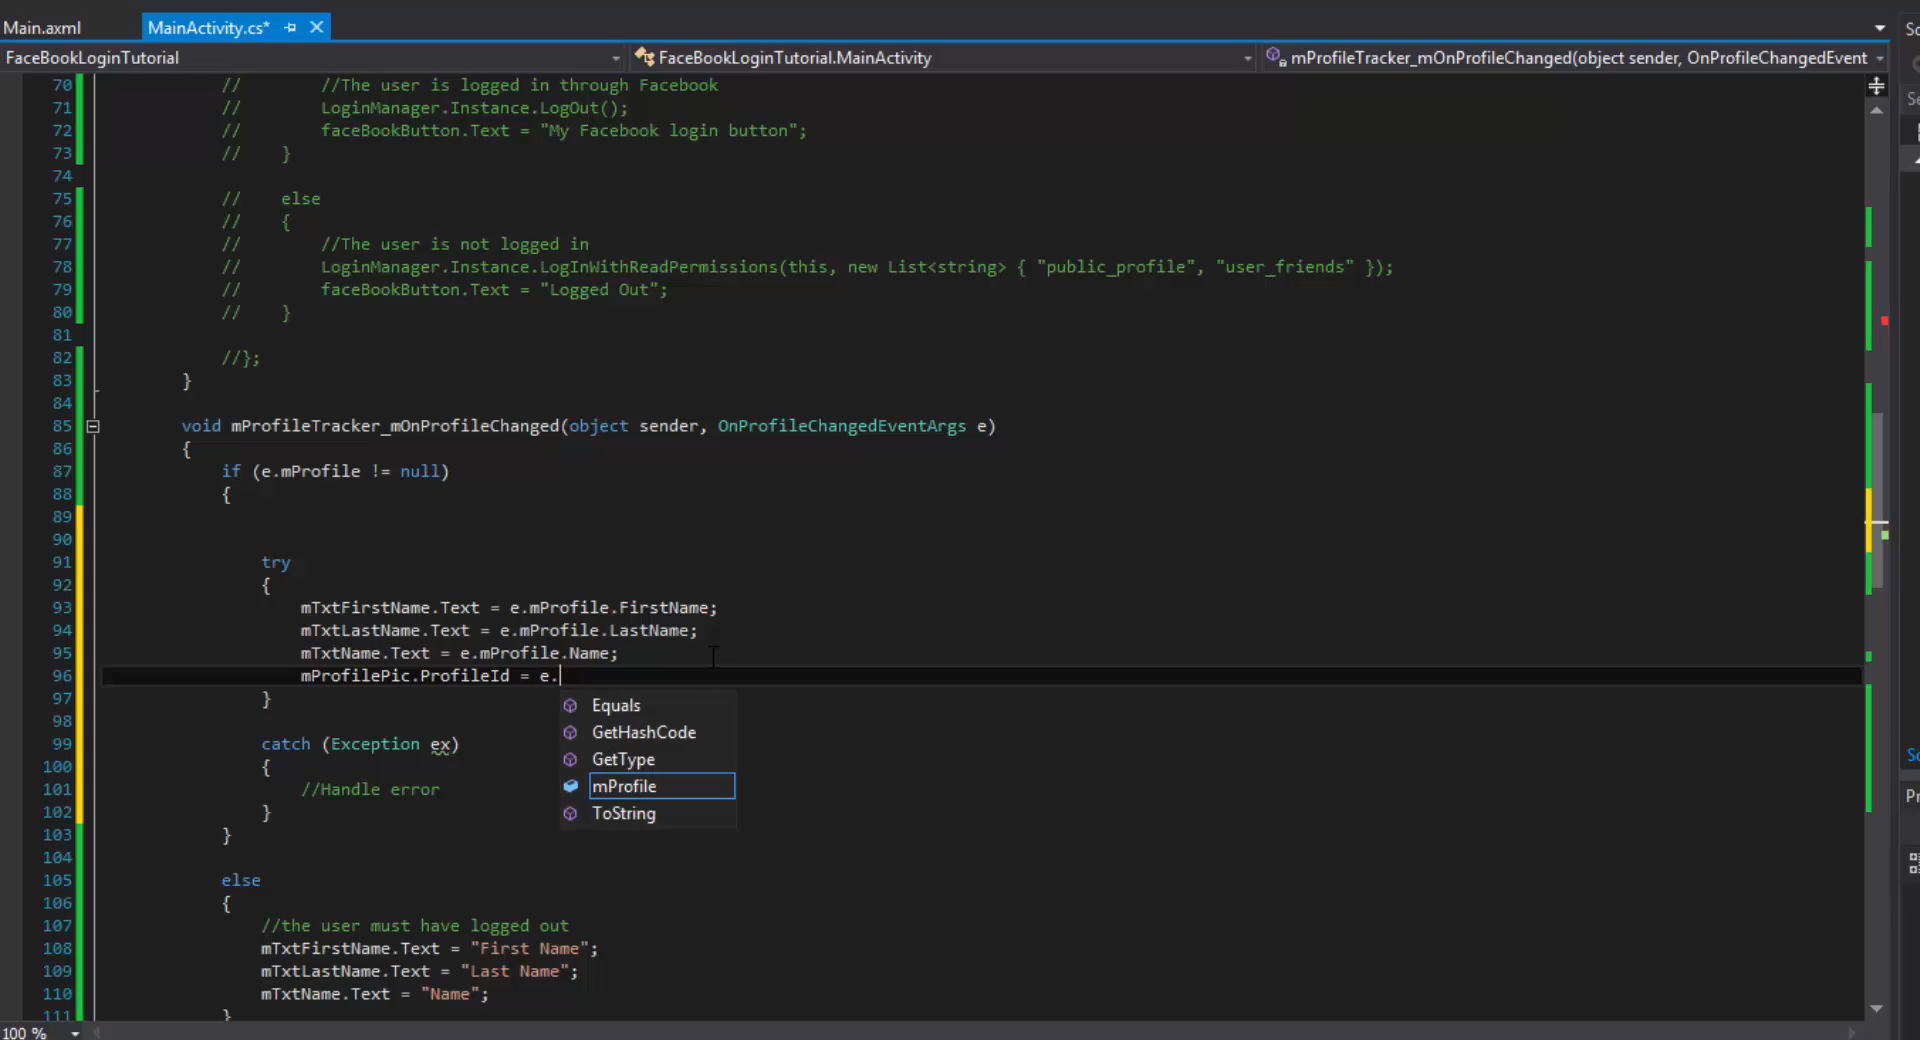 Main.axml
MainActivity.cs*
FaceBookLoginTutorial
FaceBookLoginTutorial.MainActivity
mProfileTracker_mOnProfileChanged(object sender, OnProfileChangedEvent
70 // //The user is logged in through Facebook
71 // LoginManager.Instance.LogOut();
72 // faceBookButton.Text = "My Facebook login button";
73 // }
74
75 // else
76 // {
77 // //The user is not logged in
78 // LoginManager.Instance.LogInWithReadPermissions(this, new List<string> { "public_profile", "user_friends" });
79 // faceBookButton.Text = "Logged Out";
80 // }
81
82 //};
83 }
84
85 void mProfileTracker_mOnProfileChanged(object sender, OnProfileChangedEventArgs e)
86 {
87 if (e.mProfile != null)
88 {
89
90
91 try
92 {
93 mTxtFirstName.Text = e.mProfile.FirstName;
94 mTxtLastName.Text = e.mProfile.LastName;
95 mTxtName.Text = e.mProfile.Name;
96 mProfilePic.ProfileId = e.
97 }
Equals
98
GetHashCode
99 catch (Exception ex)
GetType
100 {
101 //Handle error
mProfile
102 }
ToString
103 }
104
105 else
106 {
107 //the user must have logged out
108 mTxtFirstName.Text = "First Name";
109 mTxtLastName.Text = "Last Name";
110 mTxtName.Text = "Name";
111 }
100 %